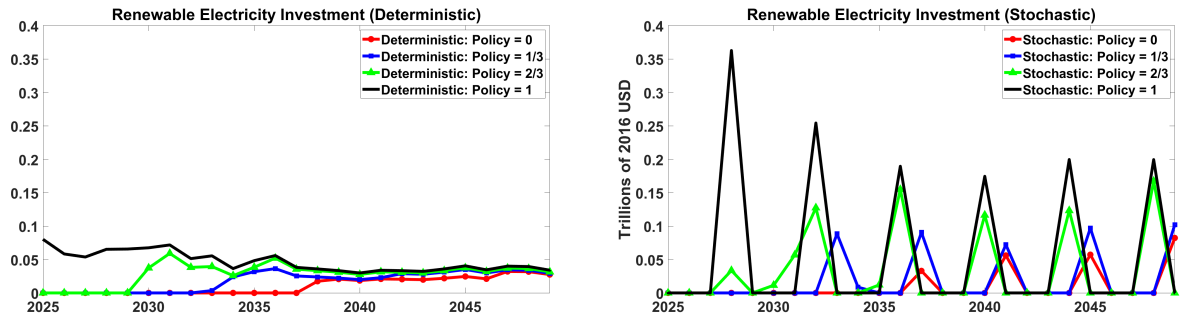 Renewable Electricity Investment (Deterministic)
0.4
0.35
0.3
0.25
0.2
0.15
0.1
0.05
0
2025
2030
2035
2040
2045
Deterministic: Policy = 0
Deterministic: Policy = 1/3
Deterministic: Policy = 2/3
Deterministic: Policy = 1
Renewable Electricity Investment (Stochastic)
Trillions of 2016 USD
0.4
0.35
0.3
0.25
0.2
0.15
0.1
0.05
0
2025
2030
2035
2040
2045
Stochastic: Policy = 0
Stochastic: Policy = 1/3
Stochastic: Policy = 2/3
Stochastic: Policy = 1